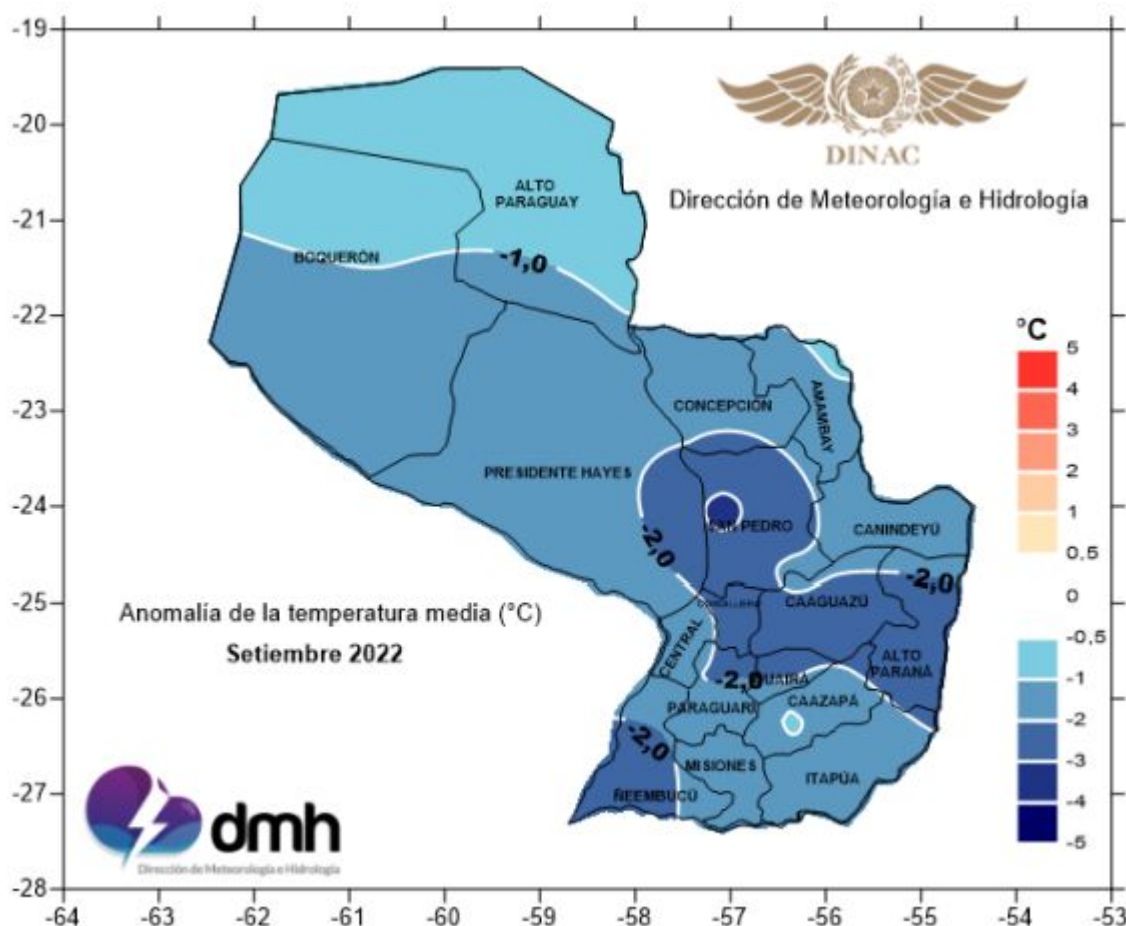 -19
-20
-21
-22
-23
-24
-25
-26
-27
-28
-64
-63
-62
-61
-60
-59
-58
-57
-56
-55
-54
-53
DINAC
Dirección de Meteorología e Hidrología
ALTO
PARAGUAY
BOQUERÓN
-1,0
CONCEPCIÓN
AMAMBAY
PRESIDENTE HAYES
SAN PEDRO
CANINDEYÚ
-2,0
-2,0
CAAGUAZÚ
CENTRAL
ALTO
PARANÁ
-2,0
GUAIRÁ
CAAZAPÁ
PARAGUARÍ
-2,0
MISIONES
ITAPÚA
ÑEEMBUCÚ
Anomalía de la temperatura media (°C)
Setiembre 2022
°C
5
4
3
2
1
0.5
0
-0.5
-1
-2
-3
-4
-5
dmh
Dirección de Meteorología e Hidrología